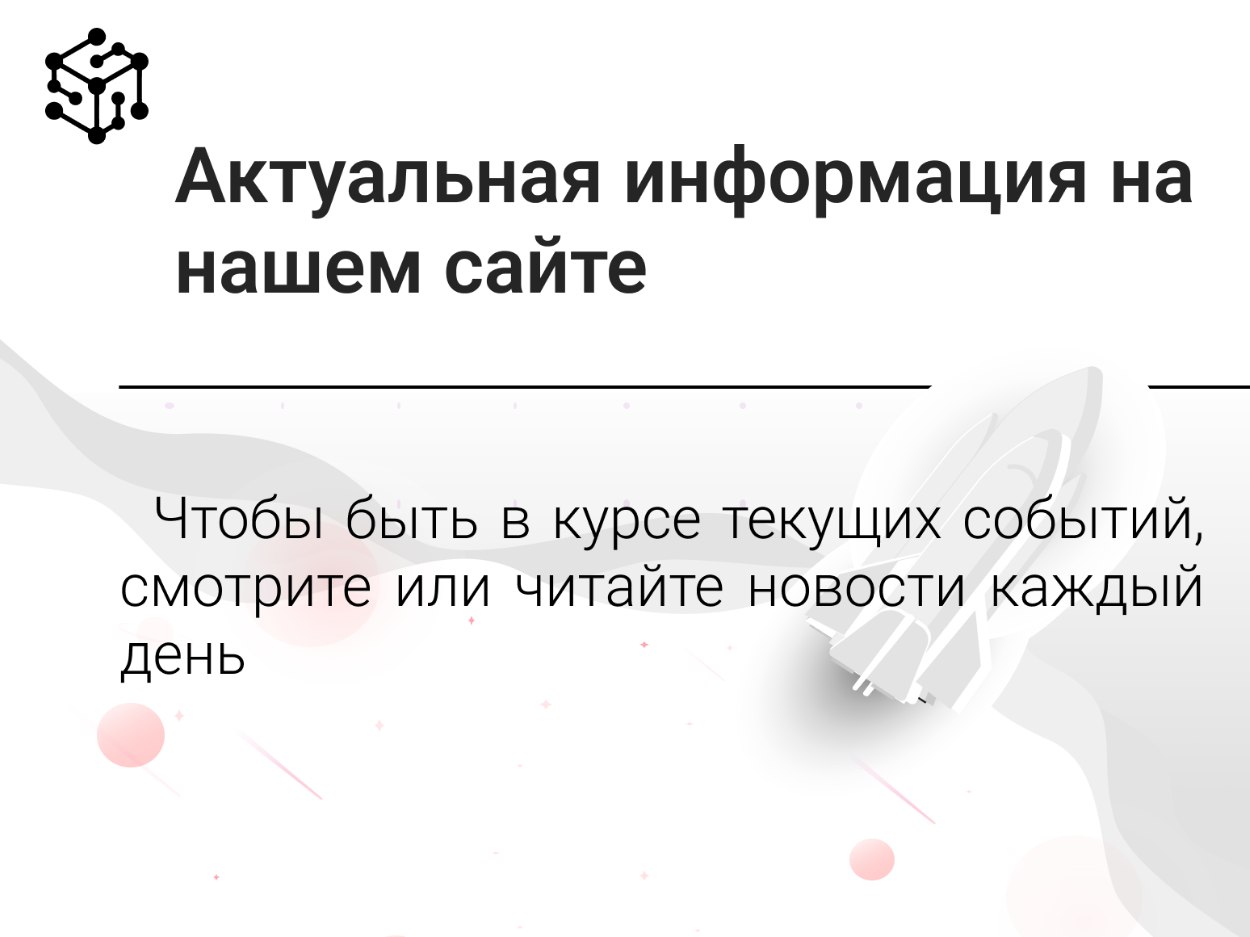 Актуальная информация на
нашем сайте
Чтобы быть в курсе текущих событий,
смотрите или читайте новости каждый
день